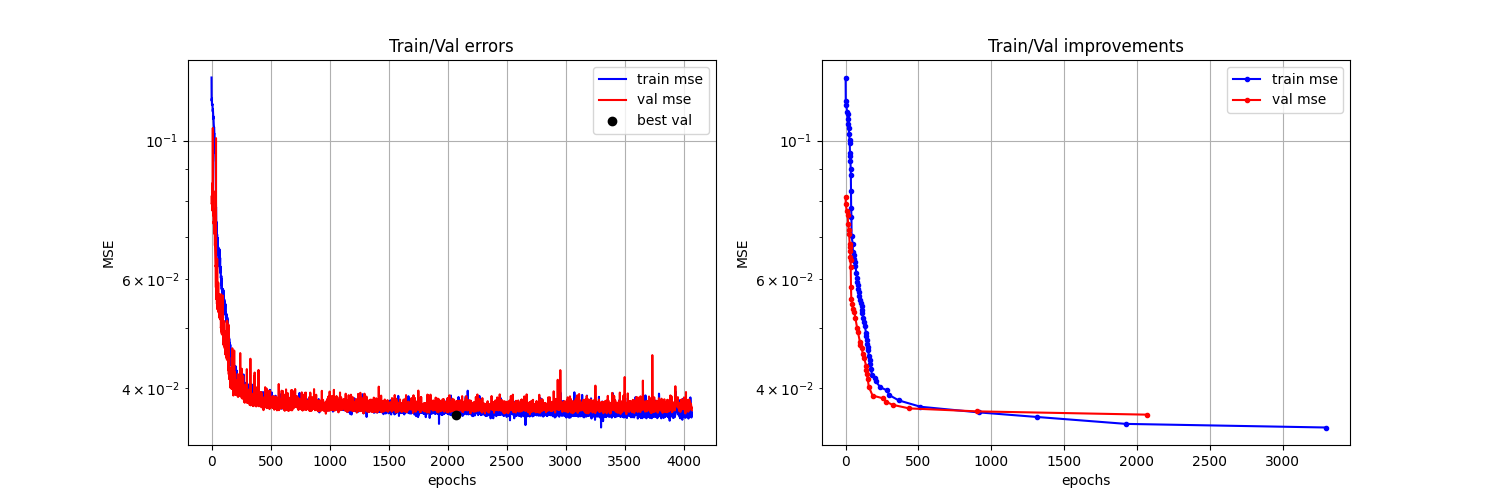 Train/Val errors
train mse
val mse
best val
MSE
10⁻¹
6 × 10⁻²
4 × 10⁻²
0 500 1000 1500 2000 2500 3000 3500 4000
epochs
Train/Val improvements
train mse
val mse
MSE
10⁻¹
6 × 10⁻²
4 × 10⁻²
0 500 1000 1500 2000 2500 3000
epochs